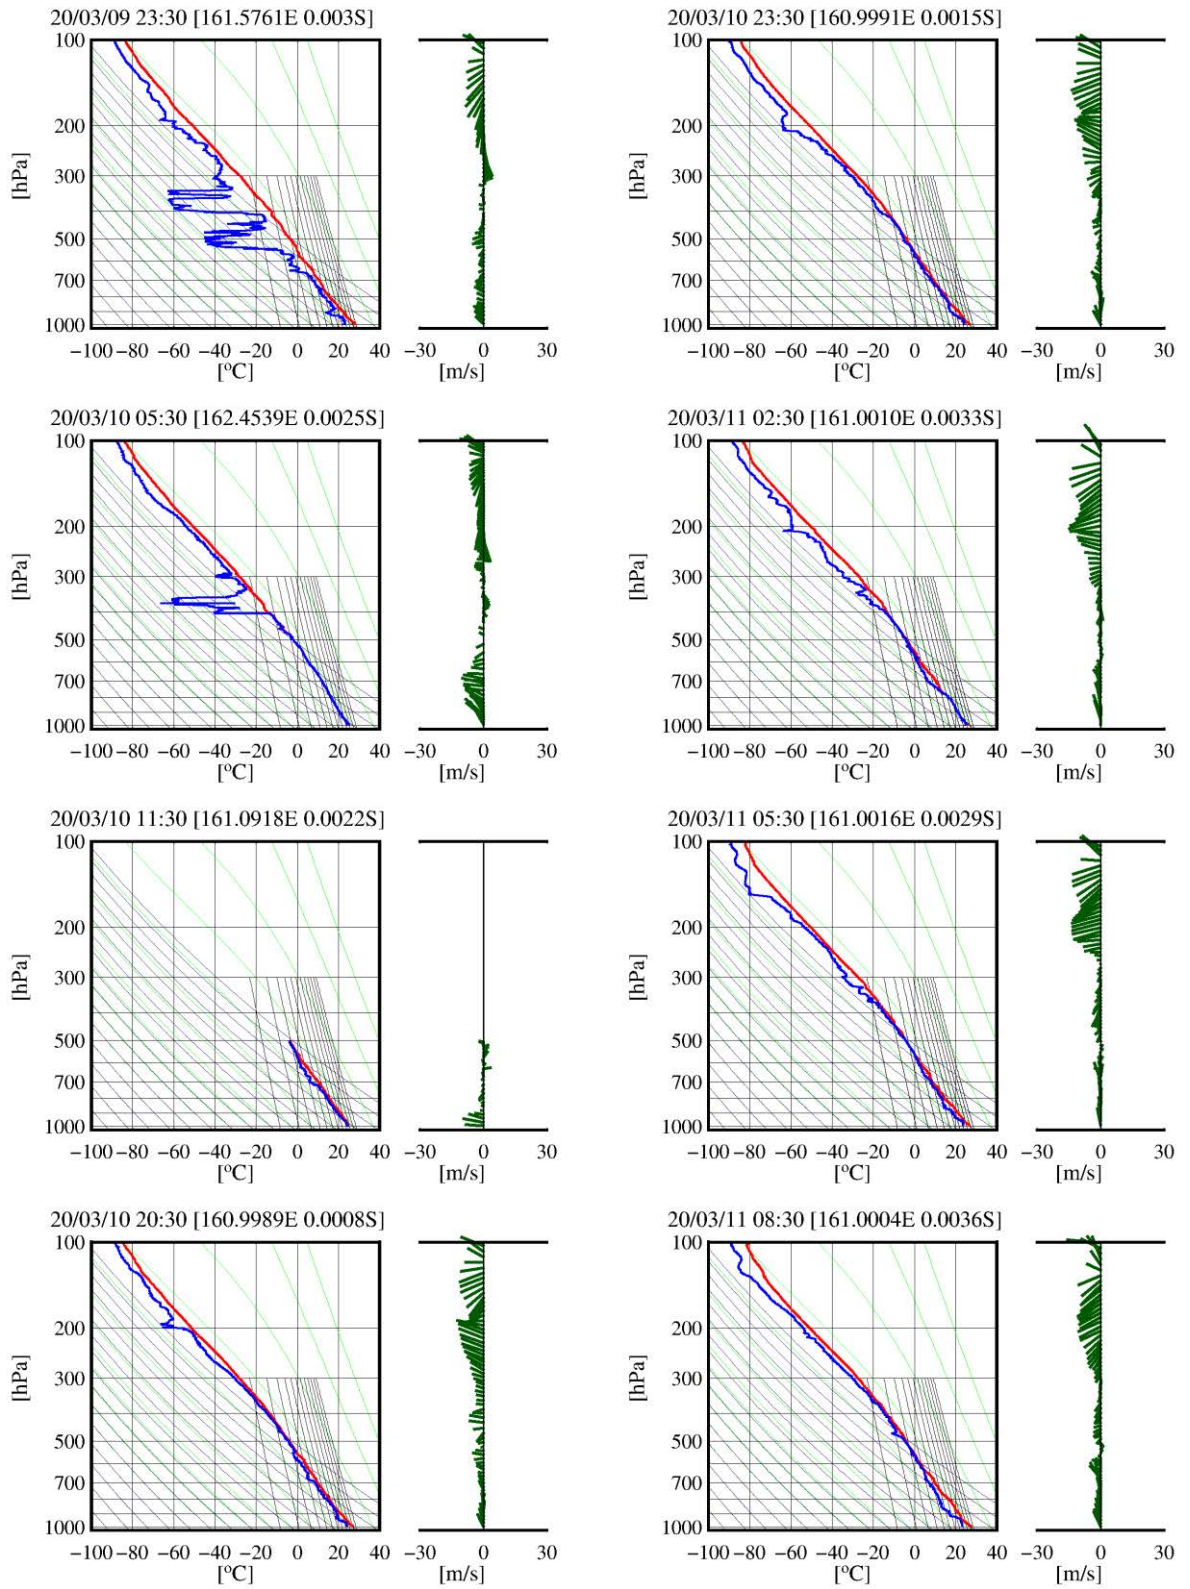 20/03/09 23:30 [161.5761E 0.003S]
100
200
300
500
700
1000
[hPa]
−100 −80 −60 −40 −20 0 20 40
[°C]
−30 0 30
[m/s]
20/03/10 23:30 [160.9991E 0.0015S]
100
200
300
500
700
1000
[hPa]
−100 −80 −60 −40 −20 0 20 40
[°C]
−30 0 30
[m/s]
20/03/10 05:30 [162.4539E 0.0025S]
100
200
300
500
700
1000
[hPa]
−100 −80 −60 −40 −20 0 20 40
[°C]
−30 0 30
[m/s]
20/03/11 02:30 [161.0010E 0.0033S]
100
200
300
500
700
1000
[hPa]
−100 −80 −60 −40 −20 0 20 40
[°C]
−30 0 30
[m/s]
20/03/10 11:30 [161.0918E 0.0022S]
100
200
300
500
700
1000
[hPa]
−100 −80 −60 −40 −20 0 20 40
[°C]
−30 0 30
[m/s]
20/03/11 05:30 [161.0016E 0.0029S]
100
200
300
500
700
1000
[hPa]
−100 −80 −60 −40 −20 0 20 40
[°C]
−30 0 30
[m/s]
20/03/10 20:30 [160.9989E 0.0008S]
100
200
300
500
700
1000
[hPa]
−100 −80 −60 −40 −20 0 20 40
[°C]
−30 0 30
[m/s]
20/03/11 08:30 [161.0004E 0.0036S]
100
200
300
500
700
1000
[hPa]
−100 −80 −60 −40 −20 0 20 40
[°C]
−30 0 30
[m/s]